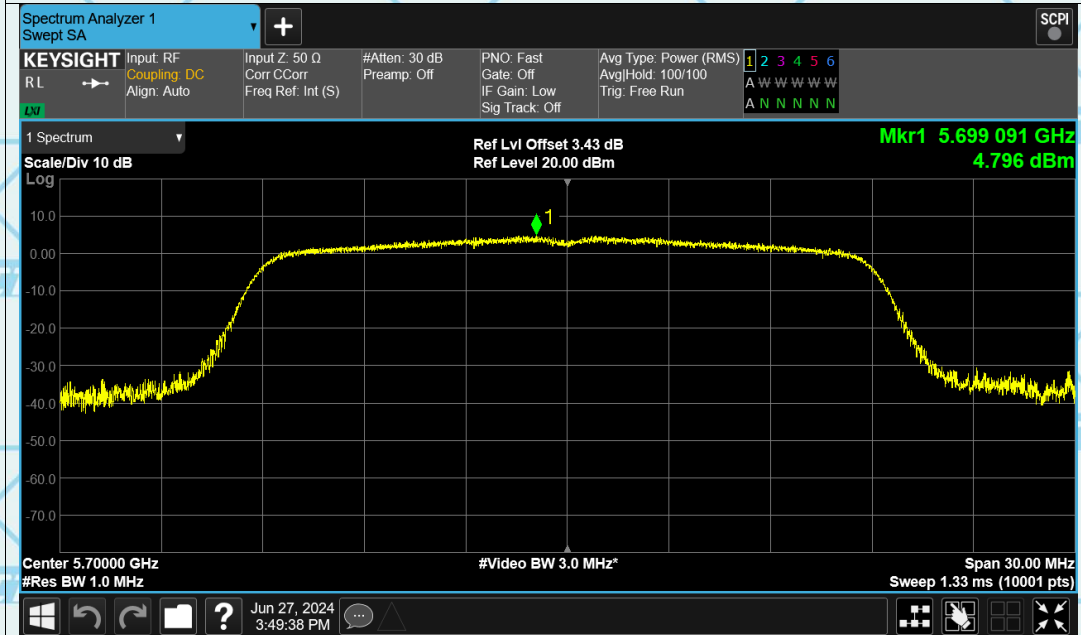 Spectrum Analyzer 1
Swept SA
+
SCPI
KEYSIGHT
R L
LXI
Input: RF
Coupling: DC
Align: Auto
Input Z: 50 Ω
Corr CCorr
Freq Ref: Int (S)
#Atten: 30 dB
Preamp: Off
PNO: Fast
Gate: Off
IF Gain: Low
Sig Track: Off
Avg Type: Power (RMS)
Avg|Hold: 100/100
Trig: Free Run
1 2 3 4 5 6
A W W W W W
A N N N N N
1 Spectrum
Scale/Div 10 dB
Log
Ref Lvl Offset 3.43 dB
Ref Level 20.00 dBm
Mkr1 5.699 091 GHz
4.796 dBm
1
10.0
0.00
-10.0
-20.0
-30.0
-40.0
-50.0
-60.0
-70.0
Center 5.70000 GHz
#Res BW 1.0 MHz
#Video BW 3.0 MHz*
Span 30.00 MHz
Sweep 1.33 ms (10001 pts)
?
Jun 27, 2024
3:49:38 PM